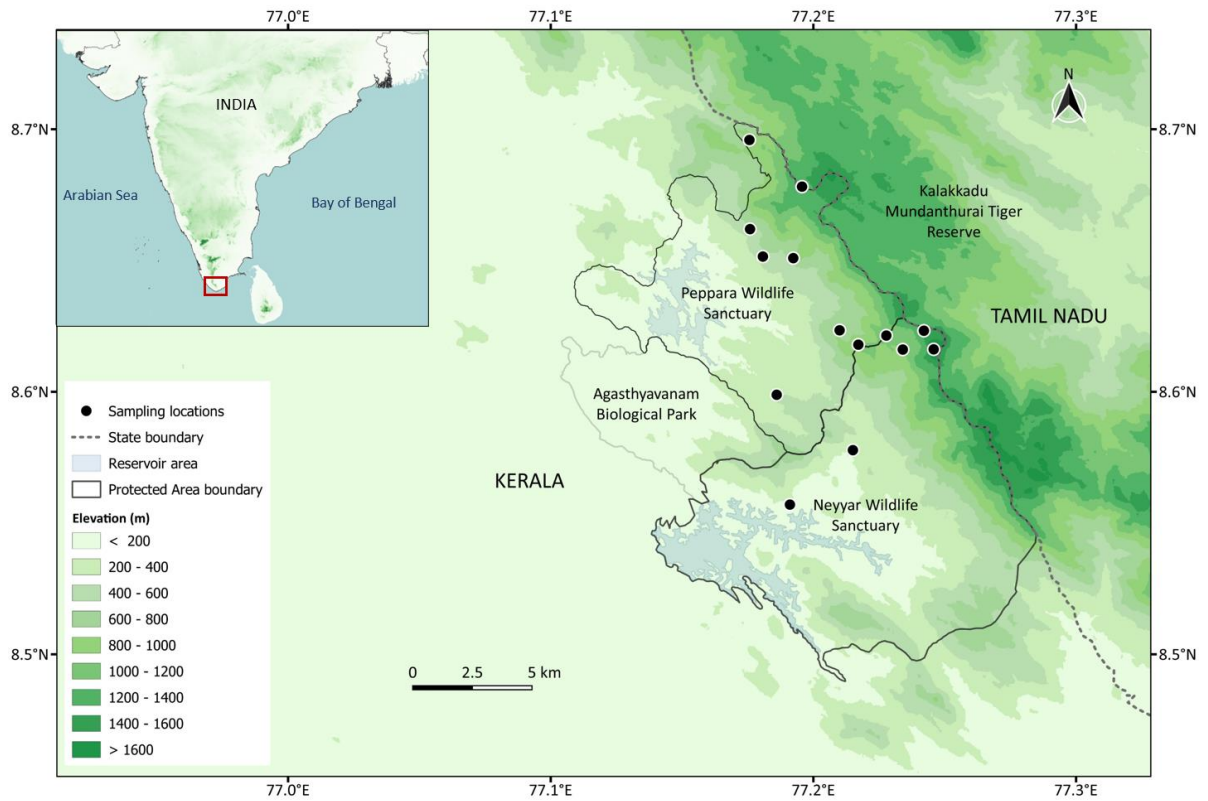 77.0°E
77.1°E
77.2°E
77.3°E
INDIA
Arabian Sea
Bay of Bengal
N
8.7°N
8.7°N
Kalakkadu
Mundanthurai Tiger
Reserve
Peppara Wildlife
Sanctuary
TAMIL NADU
8.6°N
8.6°N
Agasthyavanam
Biological Park
KERALA
Neyyar Wildlife
Sanctuary
Sampling locations
State boundary
Reservoir area
Protected Area boundary
Elevation (m)
< 200
200 - 400
400 - 600
600 - 800
800 - 1000
1000 - 1200
1200 - 1400
1400 - 1600
> 1600
8.5°N
8.5°N
0 2.5 5 km
77.0°E
77.1°E
77.2°E
77.3°E